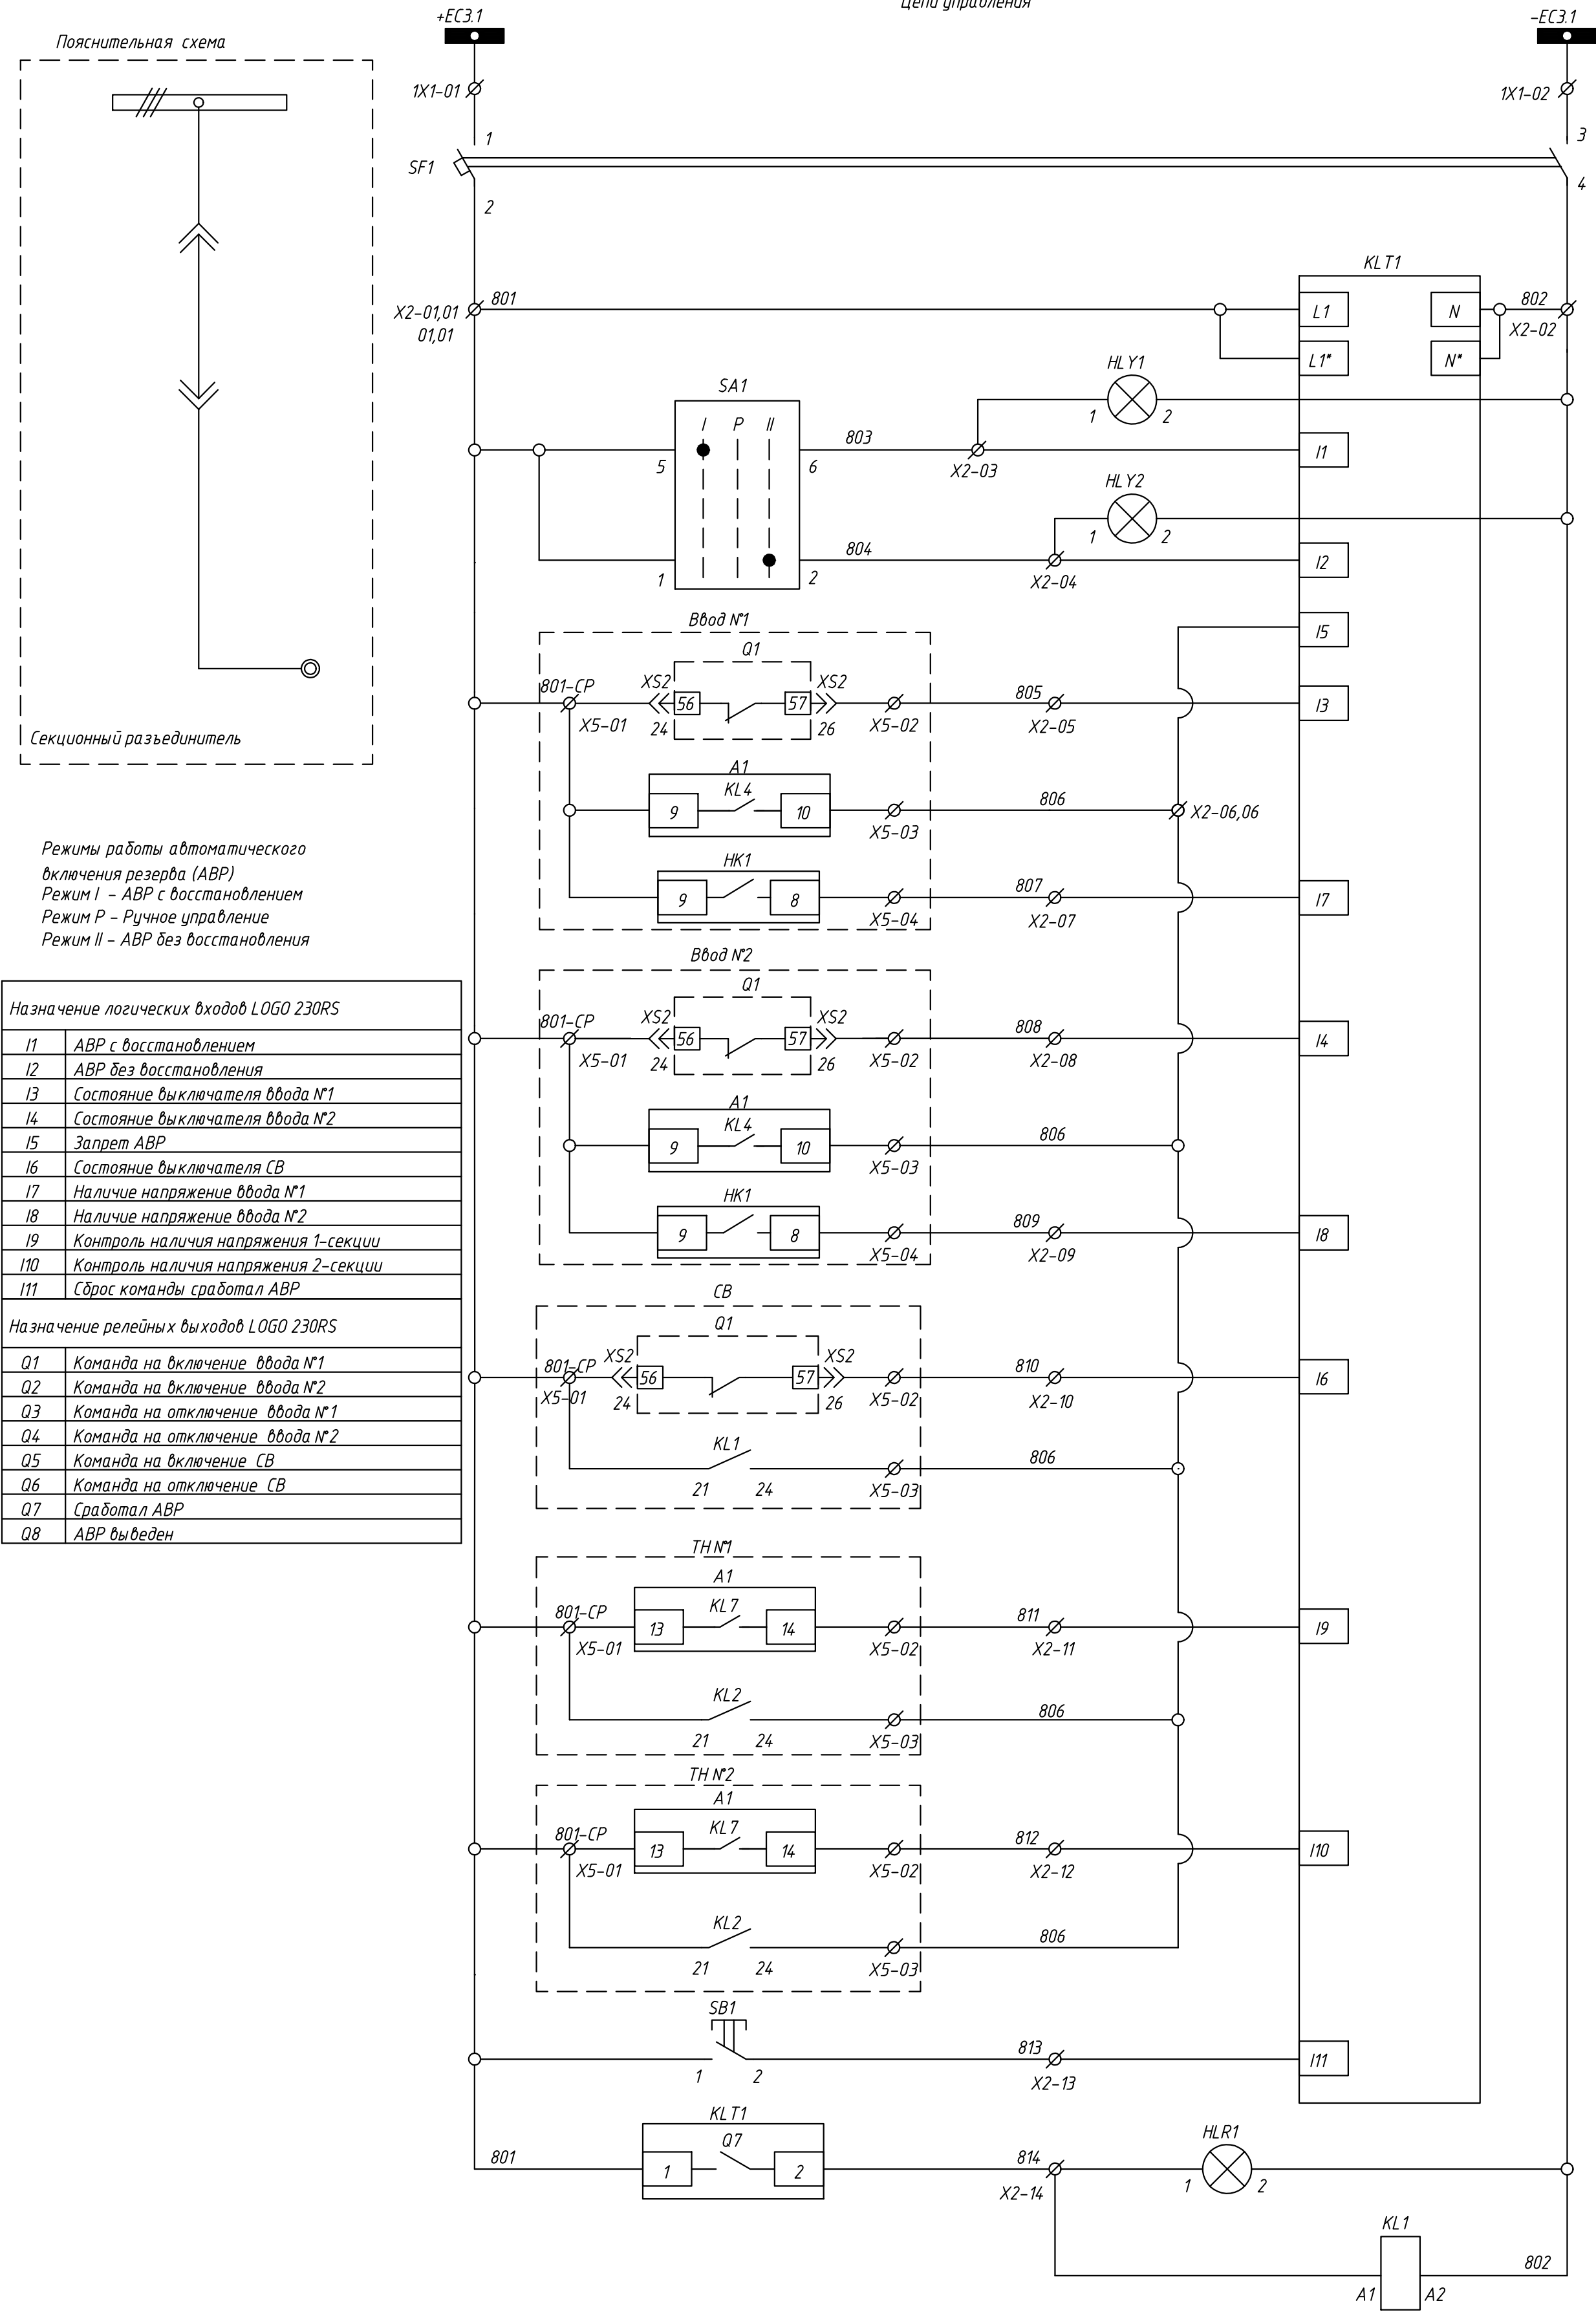 Цепи управления
+EC3.1
-EC3.1
Пояснительная схема
1X1-01
1X1-02
1
3
SF1
4
2
KLT1
X2-01,01
01,01
801
L1
N
802
X2-02
L1*
N*
HLY1
1
2
SA1
I P II
803
5
6
X2-03
I1
HLY2
1
2
804
1
2
X2-04
I2
Ввод №1
I5
Q1
801-СР
XS2
56
57
XS2
805
I3
X5-01
24
26
X5-02
X2-05
Секционный разъединитель
A1
KL4
9
10
806
X2-06,06
X5-03
HK1
9
8
807
I7
X5-04
X2-07
Режимы работы автоматического
включения резерва (АВР)
Режим I - АВР с восстановлением
Режим Р - Ручное управление
Режим II - АВР без восстановления
Ввод №2
Q1
801-СР
XS2
56
57
XS2
808
I4
X5-01
24
26
X5-02
X2-08
A1
KL4
9
10
806
X5-03
HK1
9
8
809
I8
X5-04
X2-09
Назначение логических входов LOGO 230RS
I1 АВР с восстановлением
I2 АВР без восстановления
I3 Состояние выключателя ввода №1
I4 Состояние выключателя ввода №2
I5 Запрет АВР
I6 Состояние выключателя СВ
I7 Наличие напряжение ввода №1
I8 Наличие напряжение ввода №2
I9 Контроль наличия напряжения 1-секции
I10 Контроль наличия напряжения 2-секции
I11 Сброс команды сработал АВР
Назначение релейных выходов LOGO 230RS
Q1 Команда на включение ввода №1
Q2 Команда на включение ввода №2
Q3 Команда на отключение ввода №1
Q4 Команда на отключение ввода №2
Q5 Команда на включение СВ
Q6 Команда на отключение СВ
Q7 Сработал АВР
Q8 АВР выведен
СВ
Q1
801-СР
XS2
56
57
XS2
810
I6
X5-01
24
26
X5-02
X2-10
KL1
21
24
806
X5-03
ТН №1
A1
801-СР
KL7
13
14
811
I9
X5-01
X5-02
X2-11
KL2
21
24
806
X5-03
ТН №2
A1
801-СР
KL7
13
14
812
I10
X5-01
X5-02
X2-12
KL2
21
24
806
X5-03
SB1
1
2
813
X2-13
I11
KLT1
Q7
801
1
2
814
X2-14
HLR1
1
2
KL1
A1
A2
802